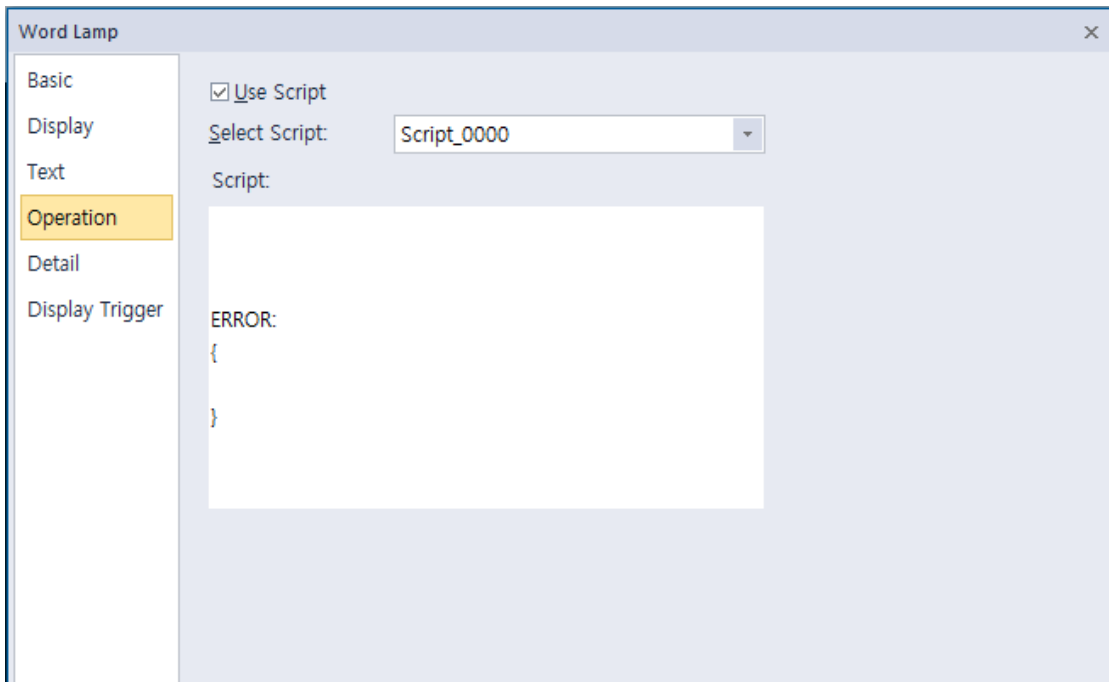 Word Lamp
Basic
Display
Text
Operation
Detail
Display Trigger
Use Script
Select Script: Script_0000
Script:
ERROR:
{
}